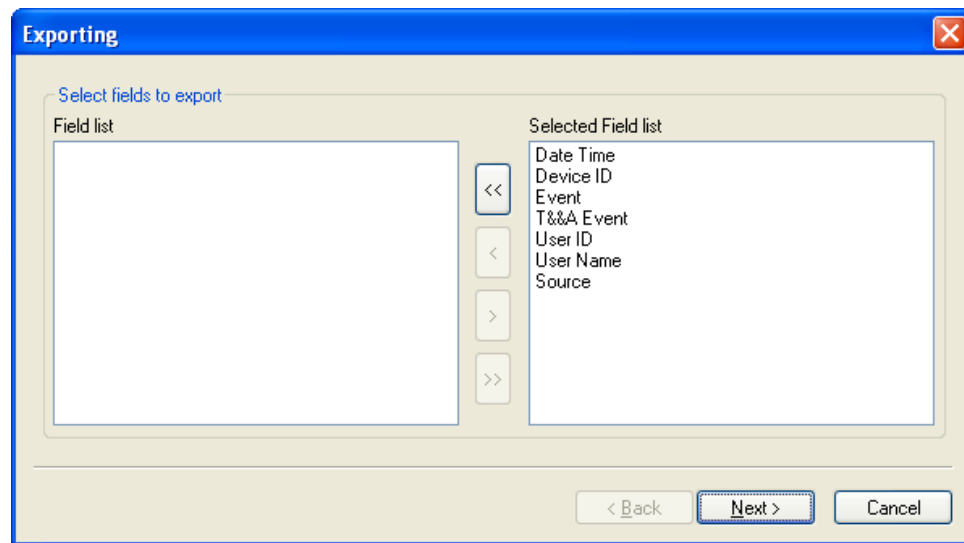 Exporting
Select fields to export
Field list
Selected Field list
Date Time
Device ID
Event
T&&A Event
User ID
User Name
Source
<<
<
>
>>
< Back
Next >
Cancel